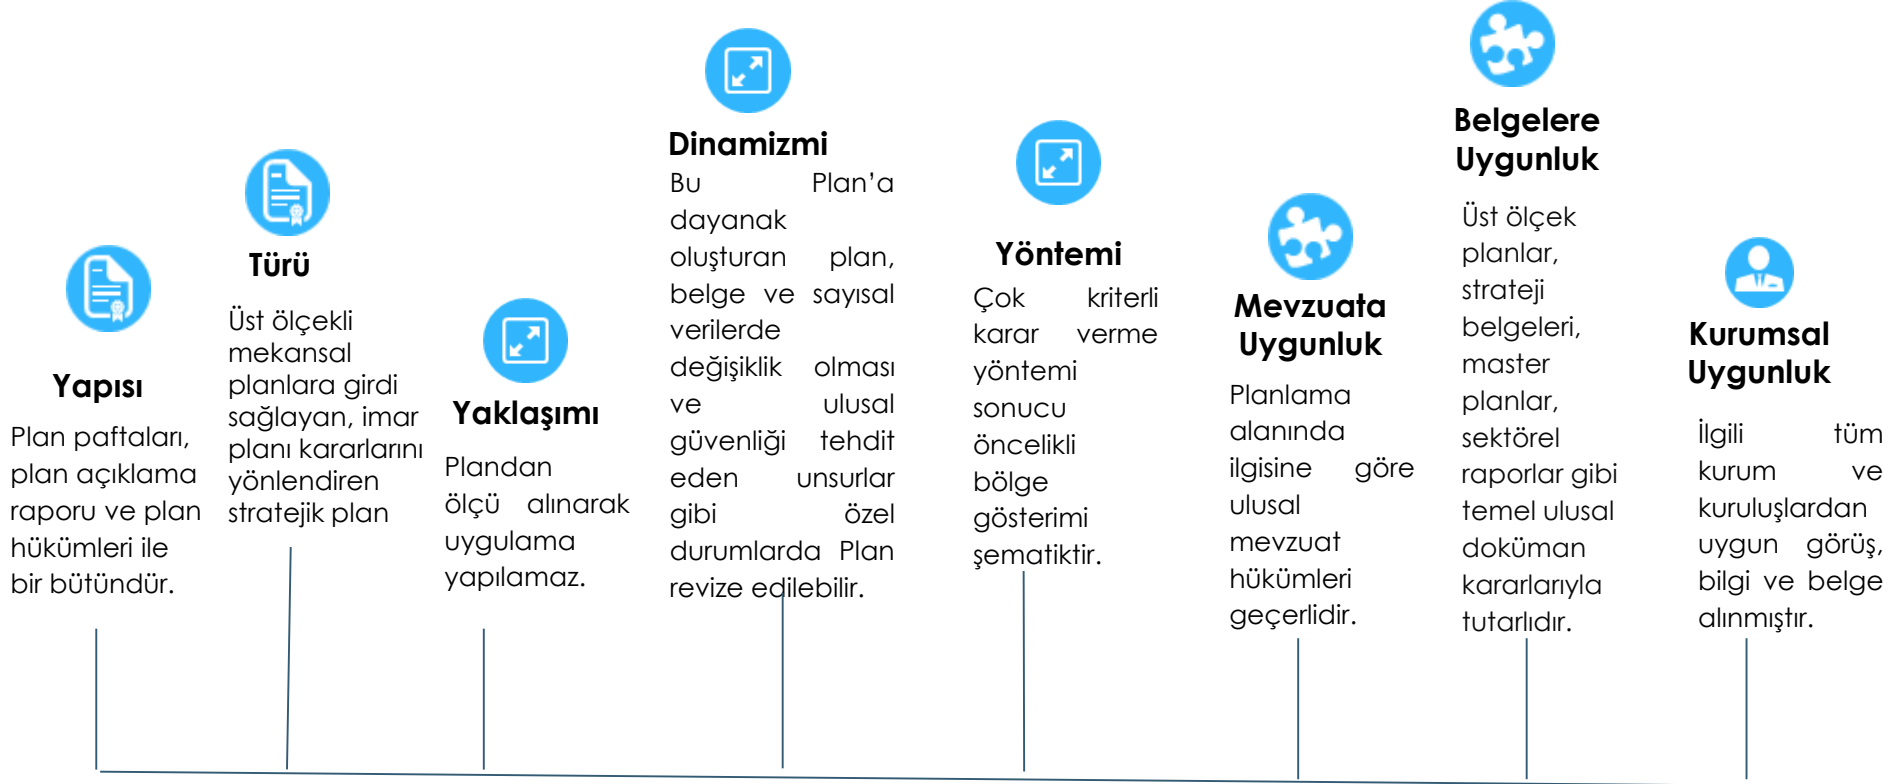 Yapısı
Plan paftaları,
plan açıklama
raporu ve plan
hükümleri ile
bir bütündür.
Türü
Üst ölçekli
mekansal
planlara girdi
sağlayan, imar
planı kararlarını
yönlendiren
stratejik plan
Yaklaşımı
Plandan
ölçü alınarak
uygulama
yapılamaz.
Dinamizmi
Bu Plan’a
dayanak
oluşturan plan,
belge ve sayısal
verilerde
değişiklik olması
ve ulusal
güvenliği tehdit
eden unsurlar
gibi özel
durumlarda Plan
revize edilebilir.
Yöntemi
Çok kriterli
karar verme
yöntemi
sonucu
öncelikli
bölge
gösterimi
şematiktir.
Mevzuata
Uygunluk
Planlama
alanında
ilgisine göre
ulusal
mevzuat
hükümleri
geçerlidir.
Belgelere
Uygunluk
Üst ölçek
planlar,
strateji
belgeleri,
master
planlar,
sektörel
raporlar gibi
temel ulusal
doküman
kararlarıyla
tutarlıdır.
Kurumsal
Uygunluk
İlgili tüm
kurum ve
kuruluşlardan
uygun görüş,
bilgi ve belge
alınmıştır.